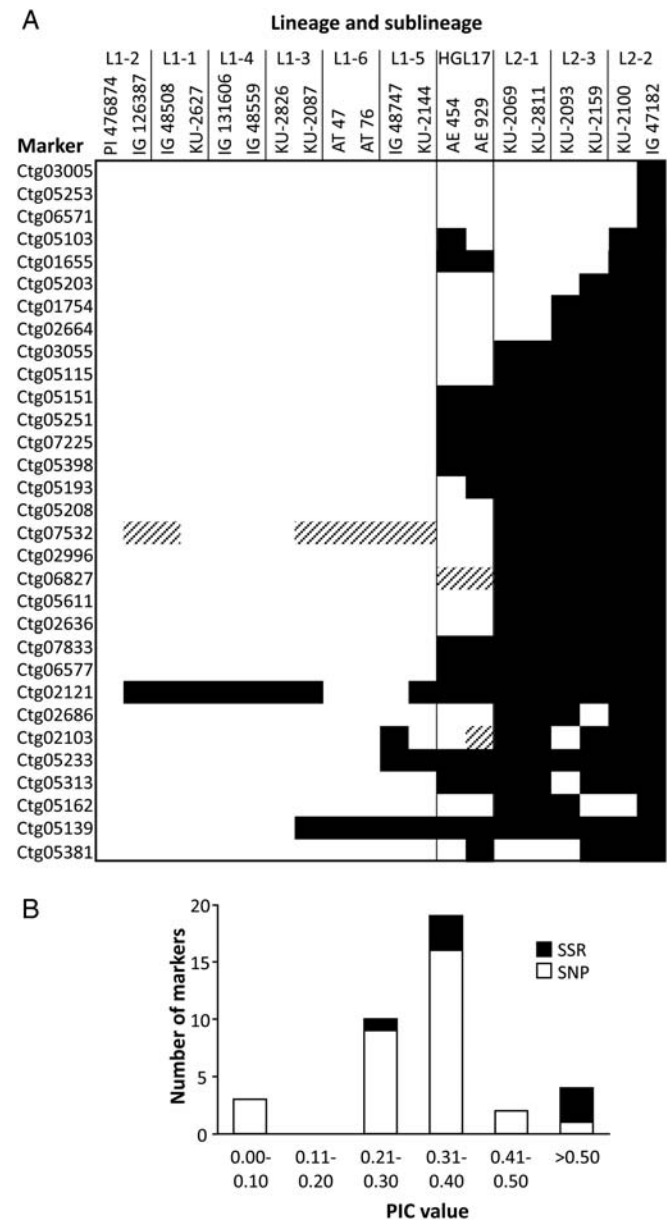 A
Lineage and sublineage
L1-2 L1-1 L1-4 L1-3 L1-6 L1-5 HGL17 L2-1 L2-3 L2-2
Marker PI 476874 IG 126387 IG 48508 KU-2627 IG 131606 IG 48559 KU-2826 KU-2087 AT 47 AT 76 IG 48747 KU-2144 AE 454 AE 929 KU-2069 KU-2811 KU-2093 KU-2159 KU-2100 IG 47182
Ctg03005
Ctg05253
Ctg06571
Ctg05103
Ctg01655
Ctg05203
Ctg01754
Ctg02664
Ctg03055
Ctg05115
Ctg05151
Ctg05251
Ctg07225
Ctg05398
Ctg05193
Ctg05208
Ctg07532
Ctg02996
Ctg06827
Ctg05611
Ctg02636
Ctg07833
Ctg06577
Ctg02121
Ctg02686
Ctg02103
Ctg05233
Ctg05313
Ctg05162
Ctg05139
Ctg05381
B
Number of markers
20
15
10
5
0
SSR
SNP
0.00- 0.11- 0.21- 0.31- 0.41- >0.50
0.10 0.20 0.30 0.40 0.50
PIC value